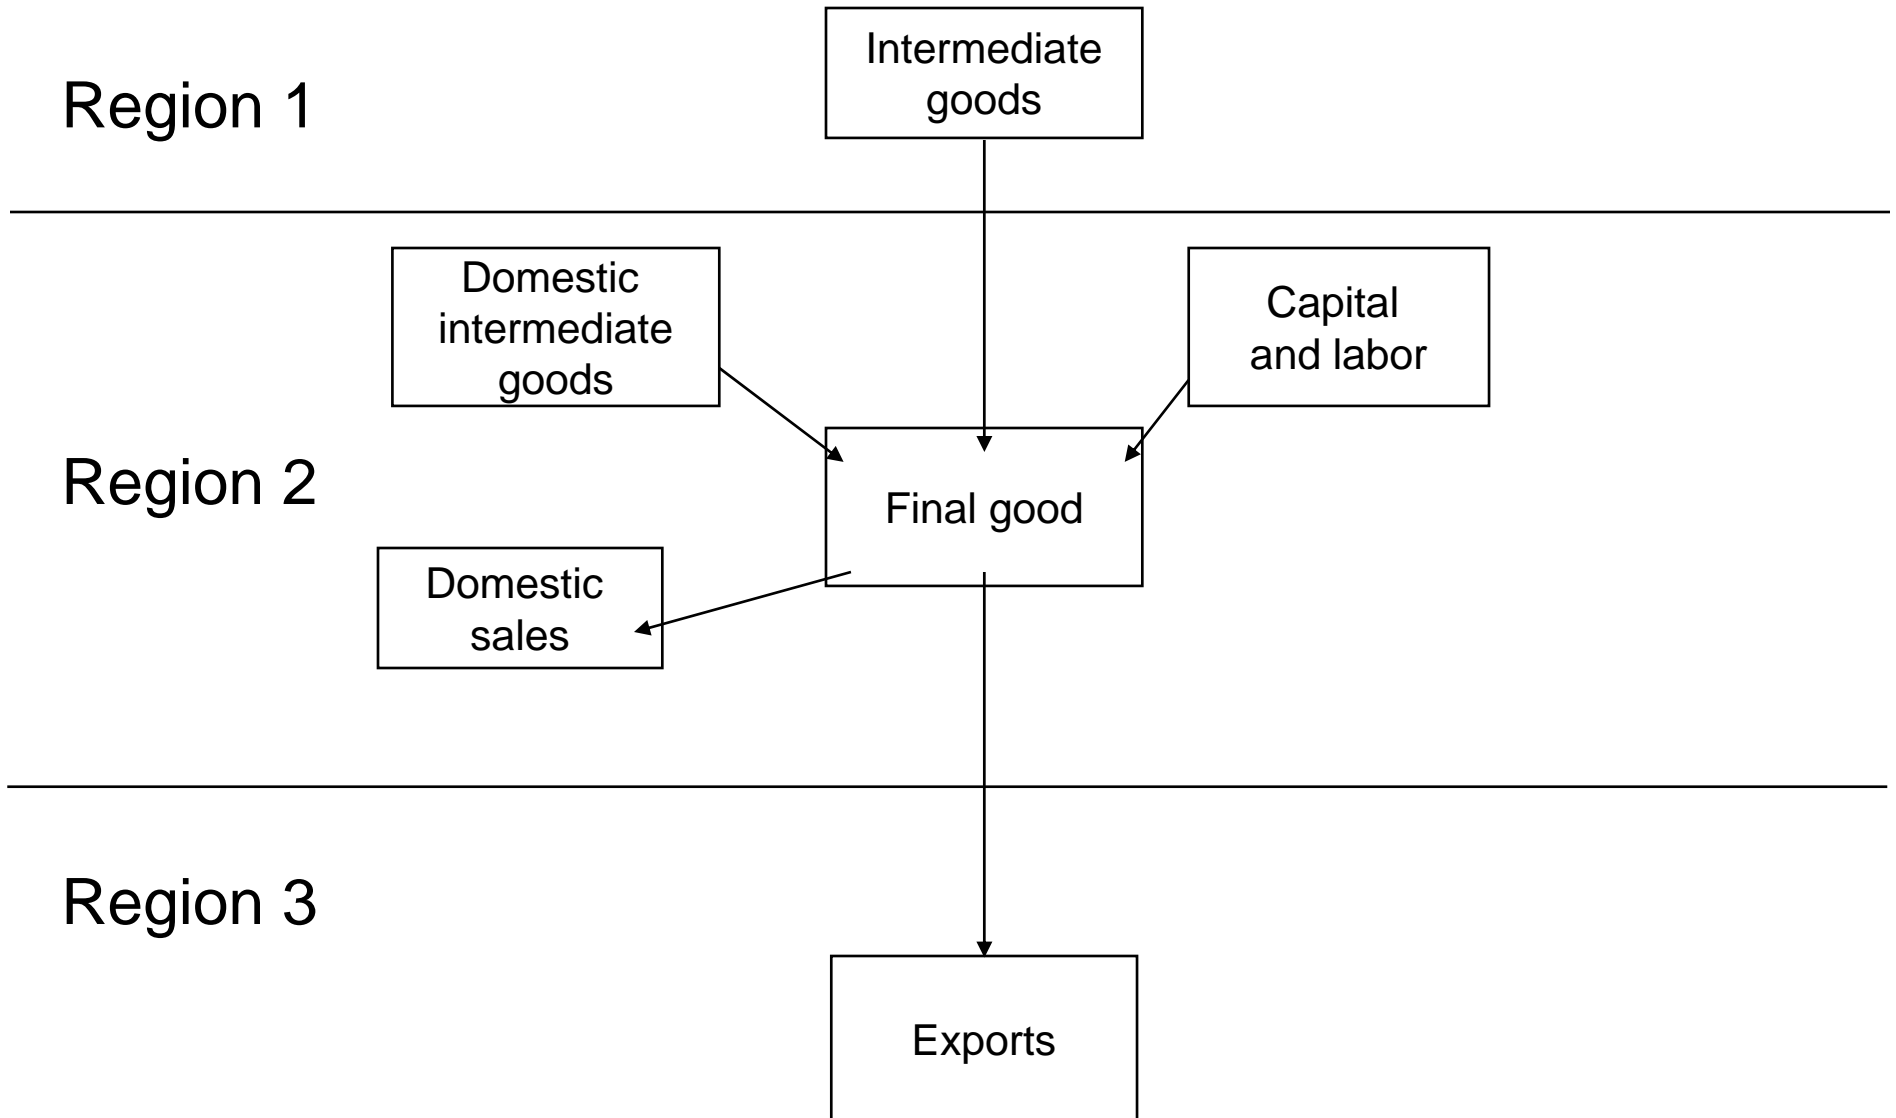 Intermediate
goods
Region 1
Domestic
intermediate
goods
Capital
and labor
Region 2
Final good
Domestic
sales
Region 3
Exports